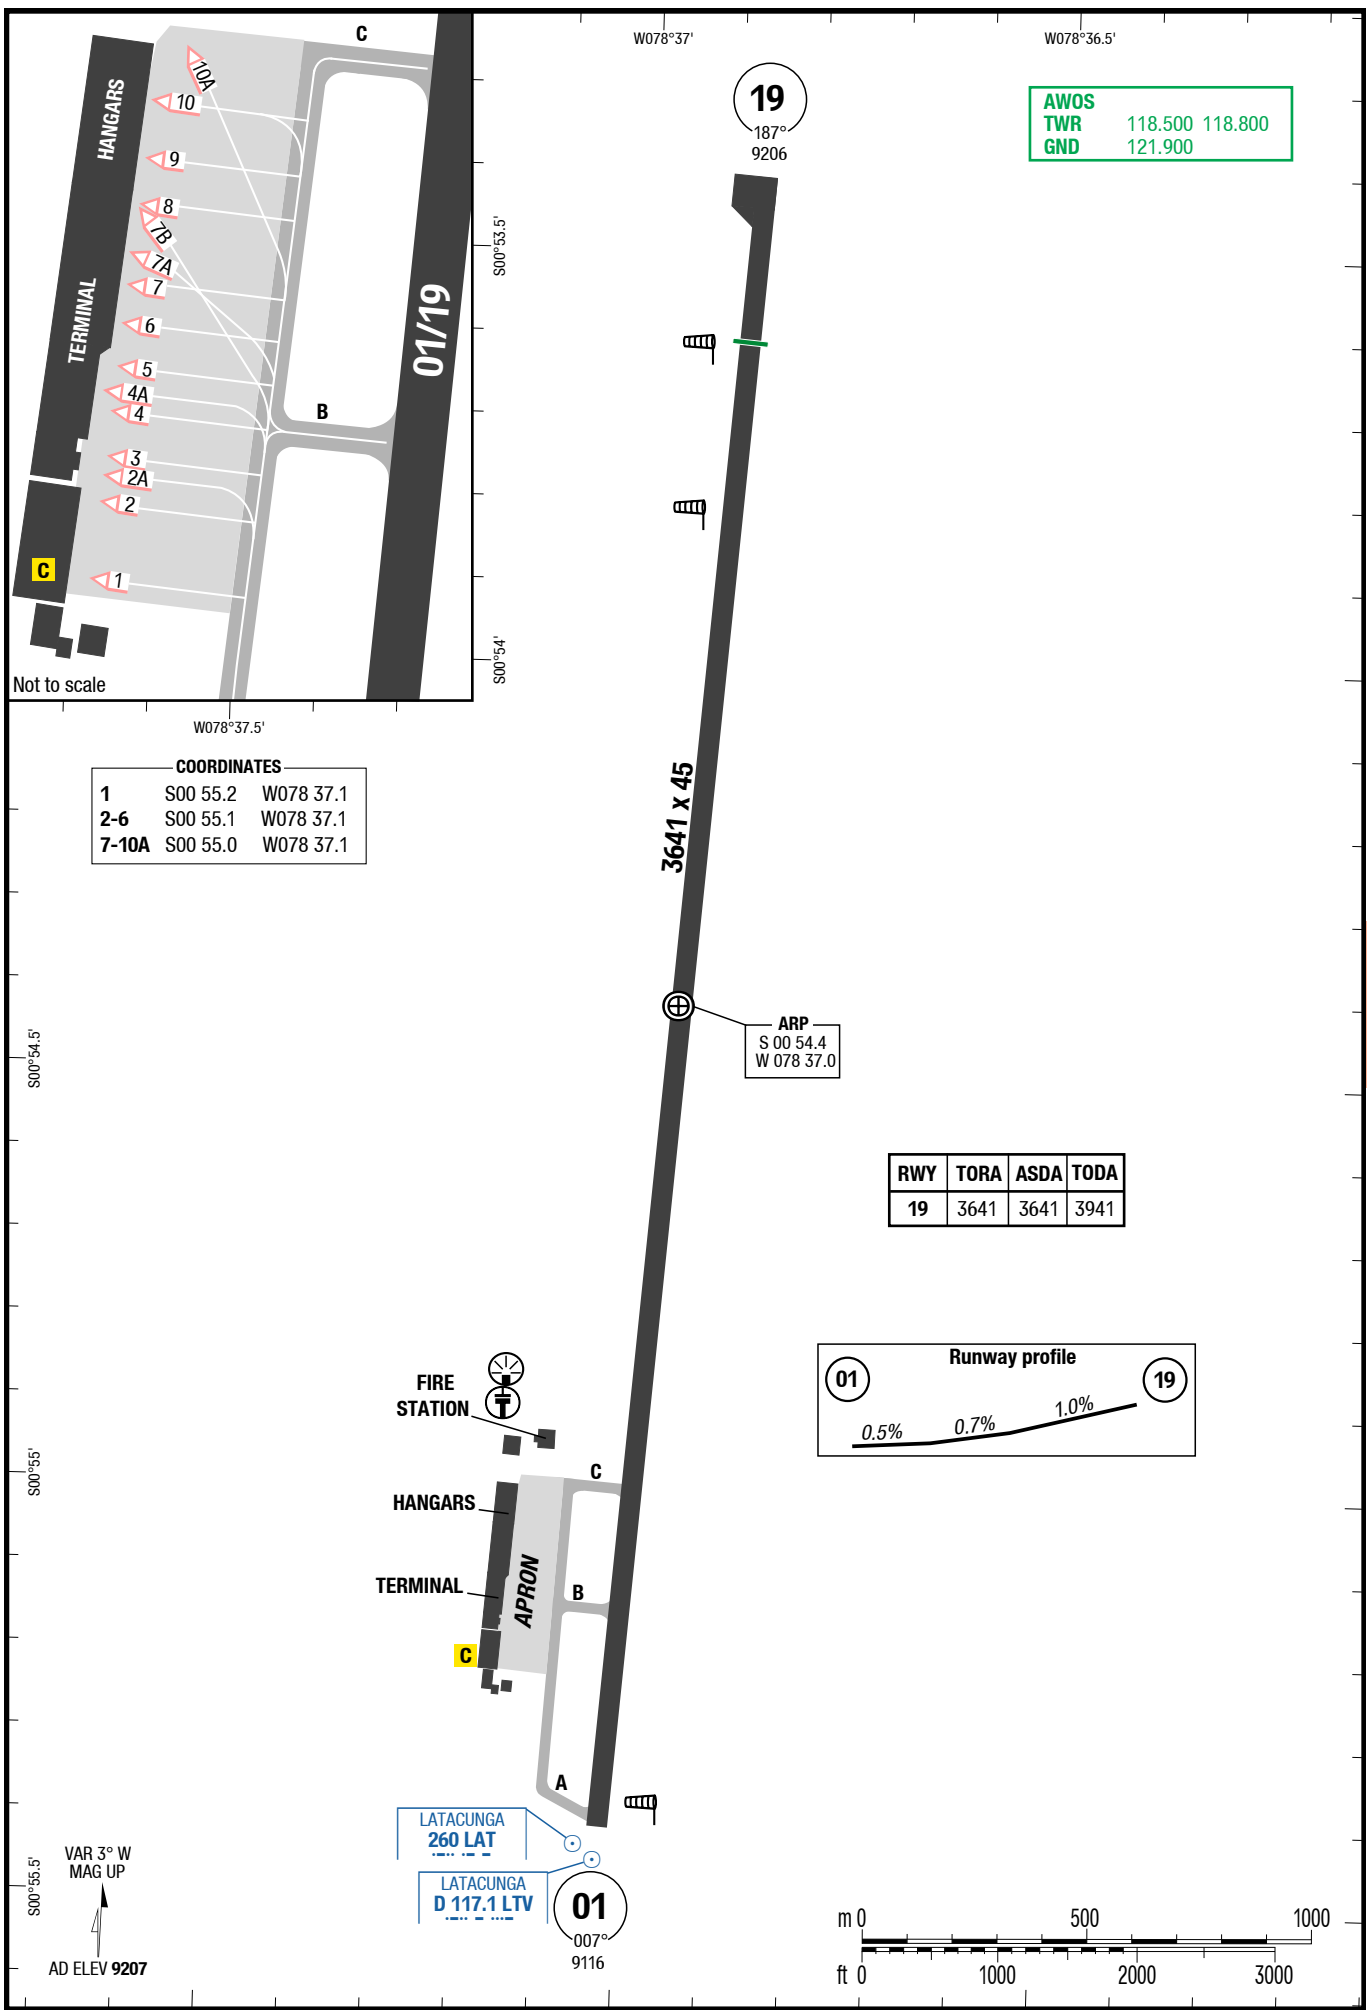 W078°37'
W078°36.5'
C
10A
10
9
8
7B
7A
7
6
5
4A
4
3
2A
2
1
HANGARS
TERMINAL
C
B
01/19
Not to scale
S00°53.5'
S00°54'
W078°37.5'
19
187°
9206
AWOS
TWR 118.500 118.800
GND 121.900
COORDINATES
1 S00 55.2 W078 37.1
2-6 S00 55.1 W078 37.1
7-10A S00 55.0 W078 37.1
3641 x 45
ARP
S 00 54.4
W 078 37.0
S00°54.5'
RWY TORA ASDA TODA
19 3641 3641 3941
Runway profile
01
19
0.5%
0.7%
1.0%
FIRE
STATION
S00°55'
HANGARS
TERMINAL
APRON
C
B
C
A
LATACUNGA
260 LAT
LATACUNGA
D 117.1 LTV
01
007°
9116
VAR 3° W
MAG UP
S00°55.5'
AD ELEV 9207
m 0 500 1000
ft 0 1000 2000 3000